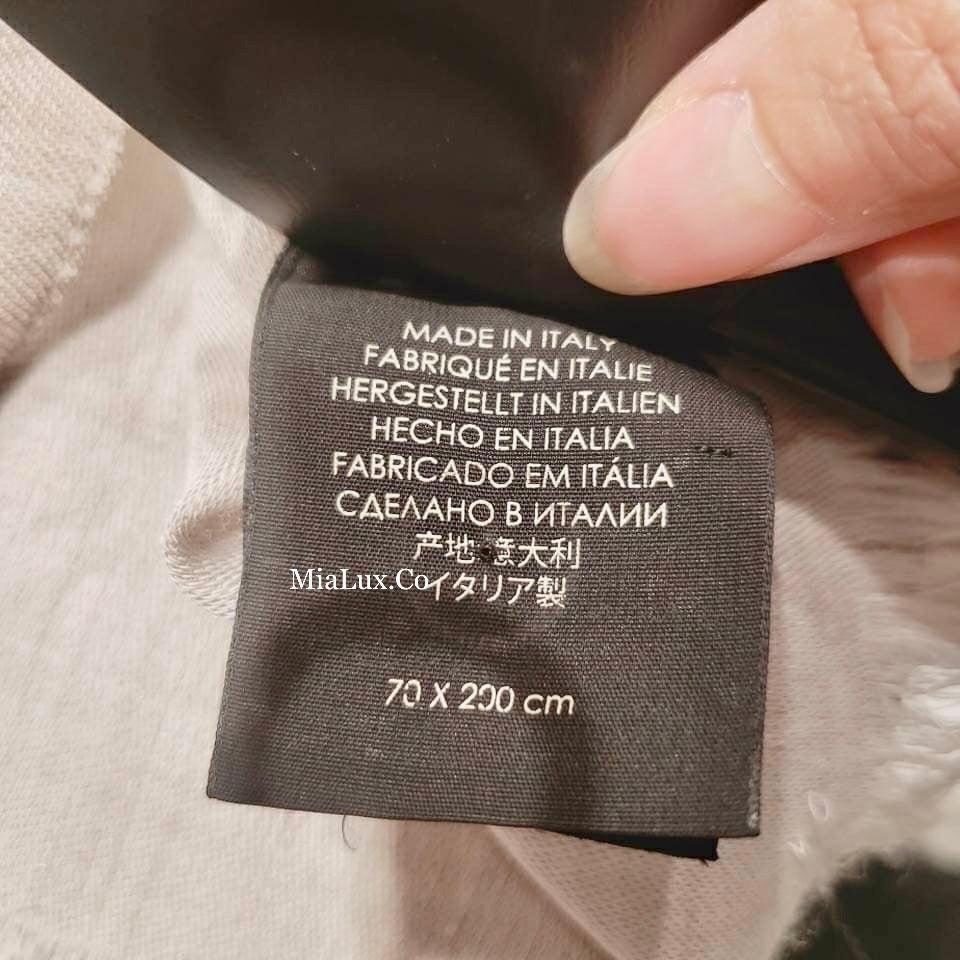 MADE IN ITALY
FABRIQUÉ EN ITALIE
HERGESTELLT IN ITALIEN
HECHO EN ITALIA
FABRICADO EM ITÁLIA
СДЕЛАНО В ИТАЛИИ
产地:意大利
MiaLux.Co
イタリア製
70 X 200 cm